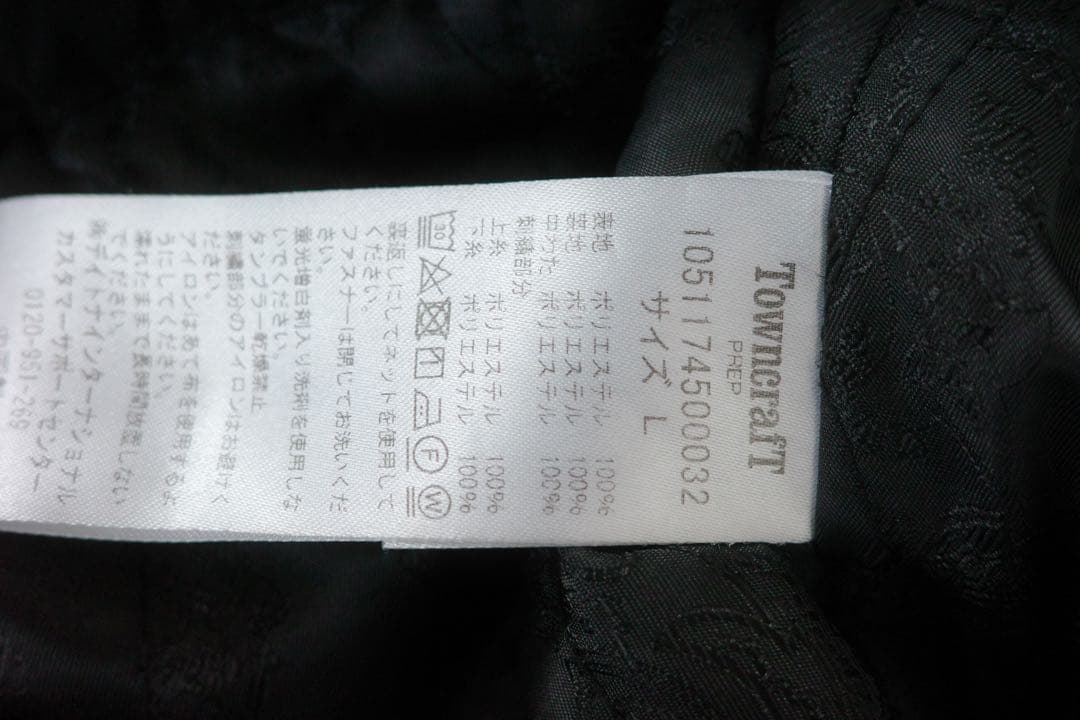 TowncrafT
PREP
1051174500032
サイズ L
表地 ポリエステル 100%
裏地 ポリエステル 100%
中わた ポリエステル 100%
刺繍部分
上糸 ポリエステル 100%
下糸 ポリエステル 100%
30 1 F W
裏返しにしてネットを使用して
ください。
ファスナーは閉じてお洗いくだ
さい。
蛍光増白剤入り洗剤を使用しな
いでください。
タンブラー乾燥禁止
刺繍部分のアイロンはお避けく
ださい。
アイロンはあて布を使用するよ
うにしてください。
濡れたままで長時間放置しない
でください。
㈱デイトナインターナショナル
カスタマーサポートセンター
0120-951-269